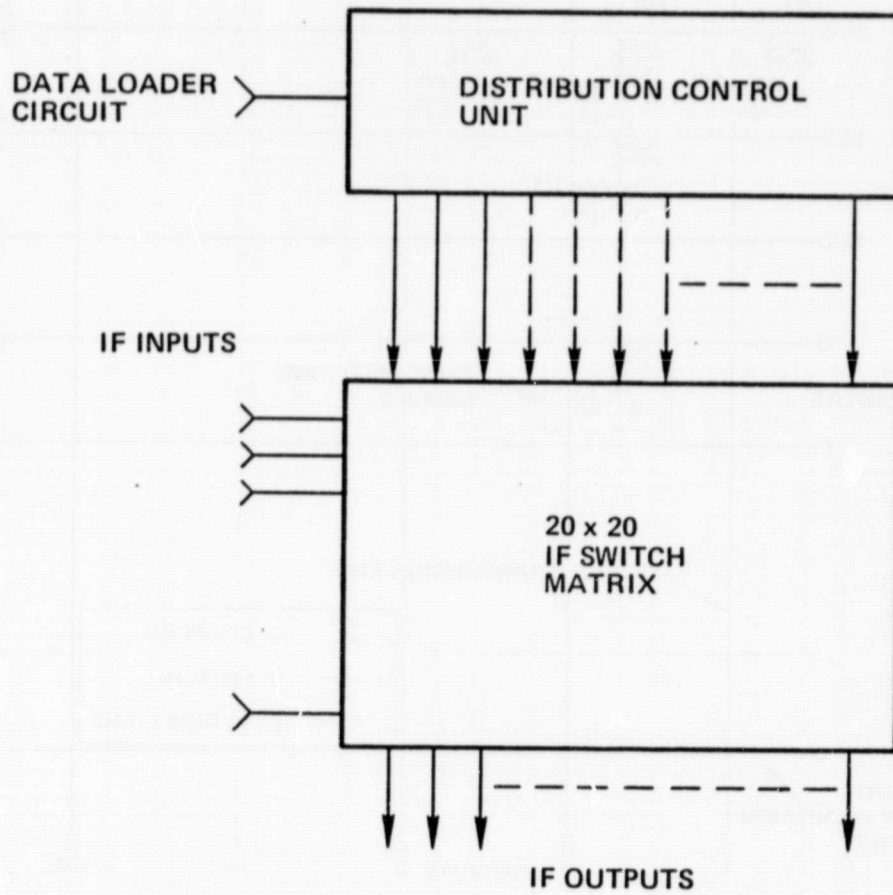 DATA LOADER
CIRCUIT
DISTRIBUTION CONTROL
UNIT
IF INPUTS
20 x 20
IF SWITCH
MATRIX
IF OUTPUTS